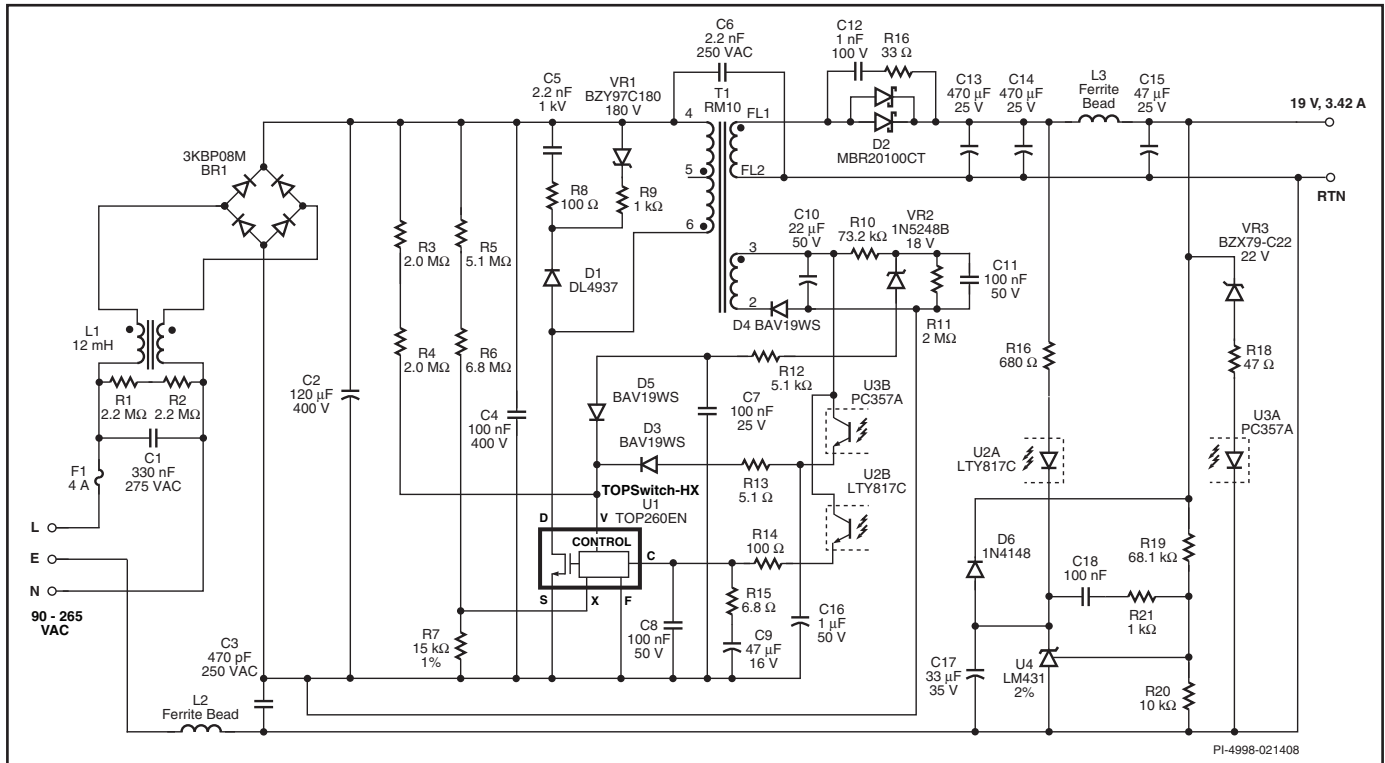 C6
2.2 nF
250 VAC
C12
1 nF
100 V
R16
33 Ω
C5
2.2 nF
1 kV
VR1
BZY97C180
180 V
T1
RM10
4
5
6
FL1
FL2
D2
MBR20100CT
C13
470 μF
25 V
C14
470 μF
25 V
L3
Ferrite
Bead
C15
47 μF
25 V
19 V, 3.42 A
RTN
3KBP08M
BR1
R8
100 Ω
R9
1 kΩ
R3
2.0 MΩ
R5
5.1 MΩ
D1
DL4937
3
2
C10
22 μF
50 V
R10
73.2 kΩ
VR2
1N5248B
18 V
C11
100 nF
50 V
R11
2 MΩ
D4 BAV19WS
VR3
BZX79-C22
22 V
L1
12 mH
R1
2.2 MΩ
R2
2.2 MΩ
C1
330 nF
275 VAC
F1
4 A
C2
120 μF
400 V
R4
2.0 MΩ
R6
6.8 MΩ
C4
100 nF
400 V
D5
BAV19WS
R12
5.1 kΩ
C7
100 nF
25 V
D3
BAV19WS
R13
5.1 Ω
U3B
PC357A
U2B
LTY817C
R16
680 Ω
R18
47 Ω
U2A
LTY817C
U3A
PC357A
L
E
N
90 - 265
VAC
TOPSwitch-HX
U1
TOP260EN
D
V
CONTROL
C
S
X
F
R14
100 Ω
R15
6.8 Ω
C8
100 nF
50 V
C9
47 μF
16 V
C16
1 μF
50 V
R7
15 kΩ
1%
C3
470 pF
250 VAC
L2
Ferrite Bead
D6
1N4148
C18
100 nF
R19
68.1 kΩ
R21
1 kΩ
C17
33 μF
35 V
U4
LM431
2%
R20
10 kΩ
PI-4998-021408